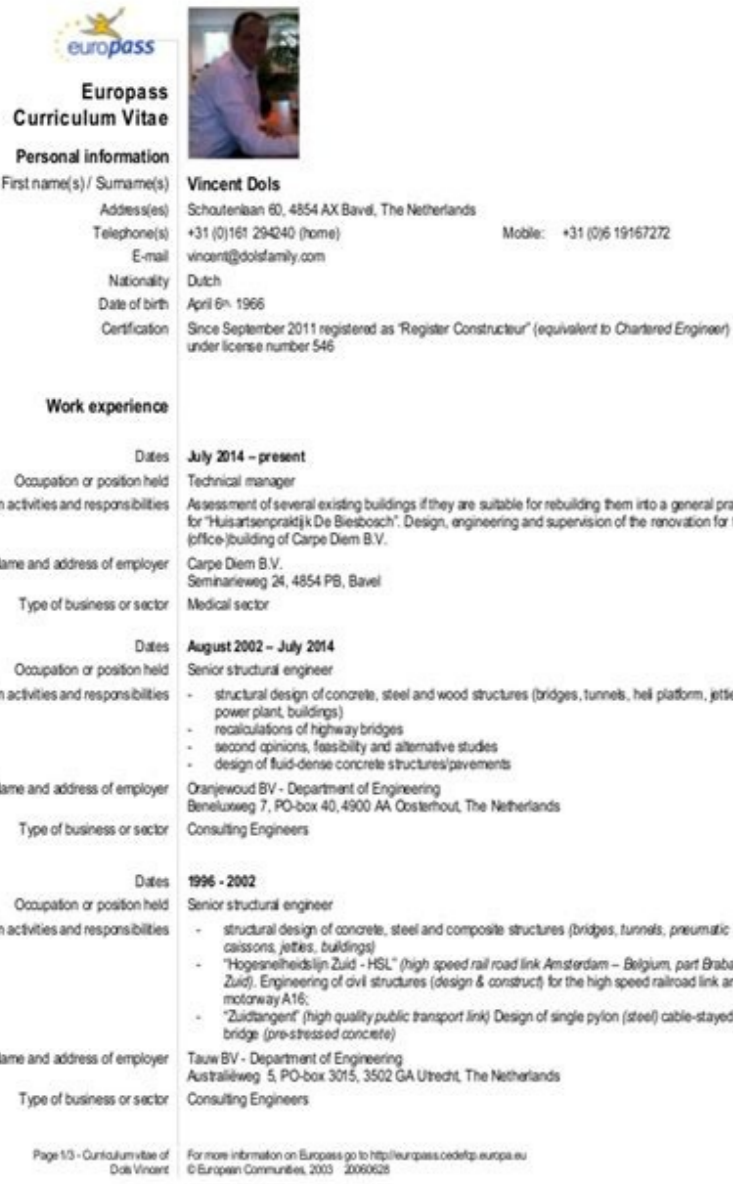 europass
Europass
Curriculum Vitae
Personal information
First name(s) / Surname(s) Vincent Dols
Address(es) Schoutenlaan 60, 4854 AX Bavel, The Netherlands
Telephone(s) +31 (0)161 294240 (home) Mobile: +31 (0)6 19167272
E-mail vincent@dolsfamily.com
Nationality Dutch
Date of birth April 6th 1966
Certification Since September 2011 registered as "Register Constructeur" (equivalent to Chartered Engineer)
under license number 546
Work experience
Dates July 2014 – present
Occupation or position held Technical manager
activities and responsibilities Assessment of several existing buildings if they are suitable for rebuilding them into a general
for "Huisartsenpraktijk De Biesbosch". Design, engineering and supervision of the renovation for
(office-)building of Carpe Diem B.V.
and address of employer Carpe Diem B.V.
Seminarieweg 24, 4854 PB, Bavel
Type of business or sector Medical sector
Dates August 2002 – July 2014
Occupation or position held Senior structural engineer
activities and responsibilities - structural design of concrete, steel and wood structures (bridges, tunnels, heli platform,
power plant, buildings)
- recalculations of highway bridges
- second opinions, feasibility and alternative studies
- design of fluid-dense concrete structures/pavements
and address of employer Oranjewoud BV - Department of Engineering
Beneluxweg 7, PO-box 40, 4900 AA Oosterhout, The Netherlands
Type of business or sector Consulting Engineers
Dates 1996 - 2002
Occupation or position held Senior structural engineer
activities and responsibilities - structural design of concrete, steel and composite structures (bridges, tunnels, pneumatic
caissons, jetties, buildings)
- "Hogesnelheidslijn Zuid - HSL" (high speed rail road link Amsterdam – Belgium, part
Zuid). Engineering of civil structures (design & construct) for the high speed railroad link
motorway A16;
- "Zuidtangent" (high quality public transport link) Design of single pylon (steel) cable-stayed
bridge (pre-stressed concrete)
and address of employer Tauw BV - Department of Engineering
Australiëweg 5, PO-box 3015, 3502 GA Utrecht, The Netherlands
Type of business or sector Consulting Engineers
Page 1/3 - Curriculum vitae of For more information on Europass go to http://europass.cedefop.europa.eu
Dols Vincent © European Communities, 2003 20060628